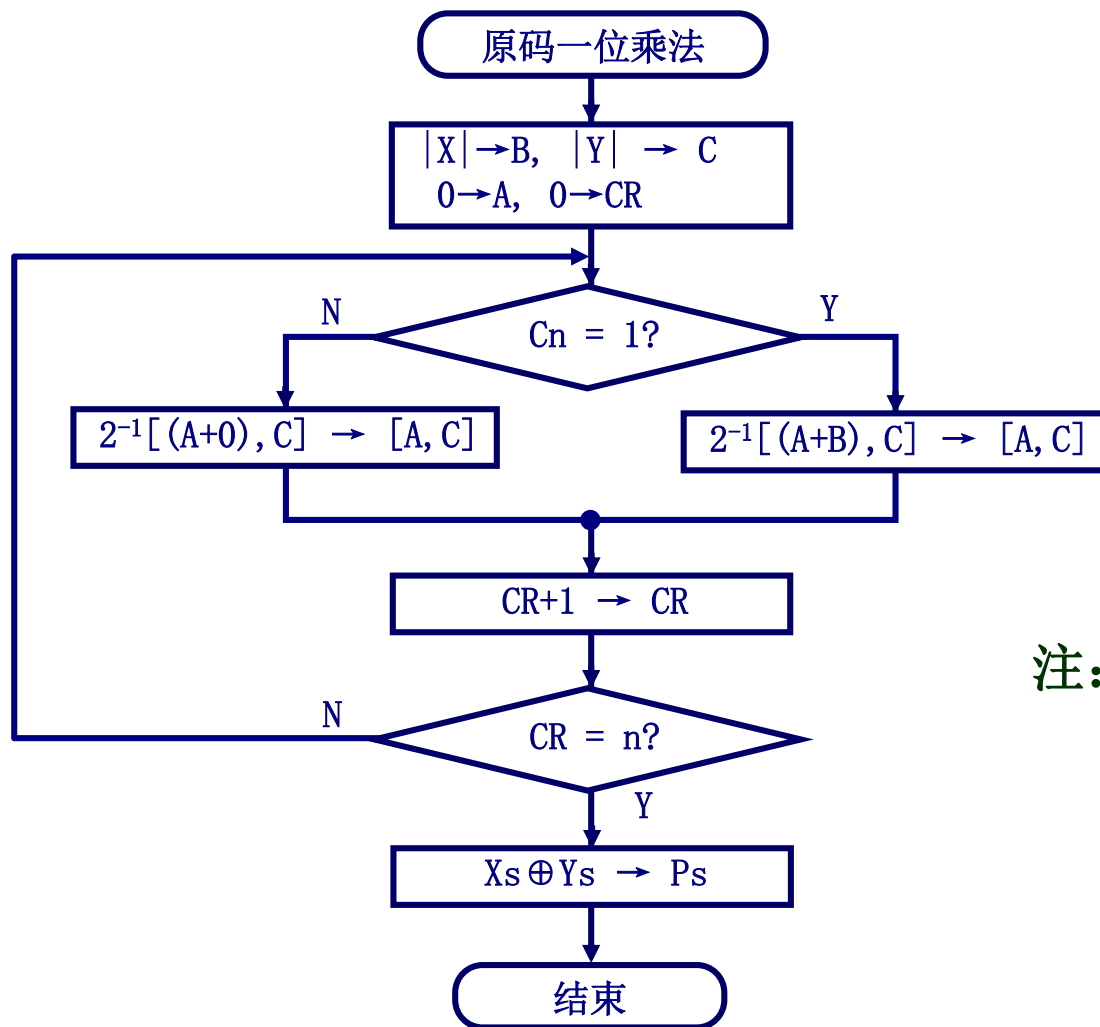 原码一位乘法
|X|→B, |Y| → C
0→A, 0→CR
N
Y
Cn = 1?
2⁻¹[(A+0),C] → [A,C]
2⁻¹[(A+B),C] → [A,C]
CR+1 → CR
注:
N
CR = n?
Y
Xs⊕Ys → Ps
结束